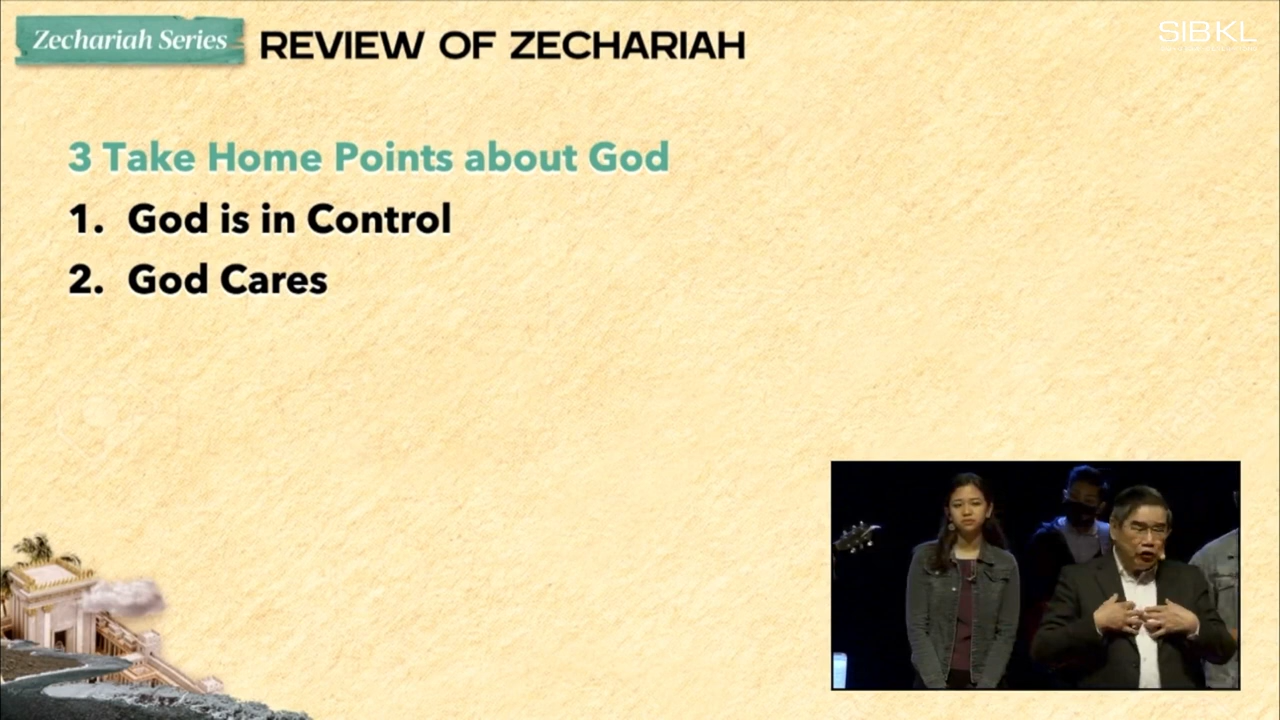 Zechariah Series
REVIEW OF ZECHARIAH
SIBKL
3 Take Home Points about God
1. God is in Control
2. God Cares